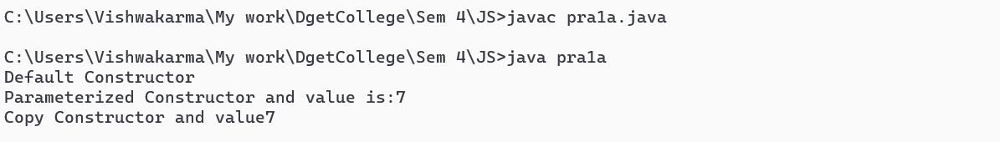 C:\Users\Vishwakarma\My work\DgetCollege\Sem 4\JS>javac pra1a.java
C:\Users\Vishwakarma\My work\DgetCollege\Sem 4\JS>java pra1a
Default Constructor
Parameterized Constructor and value is:7
Copy Constructor and value7